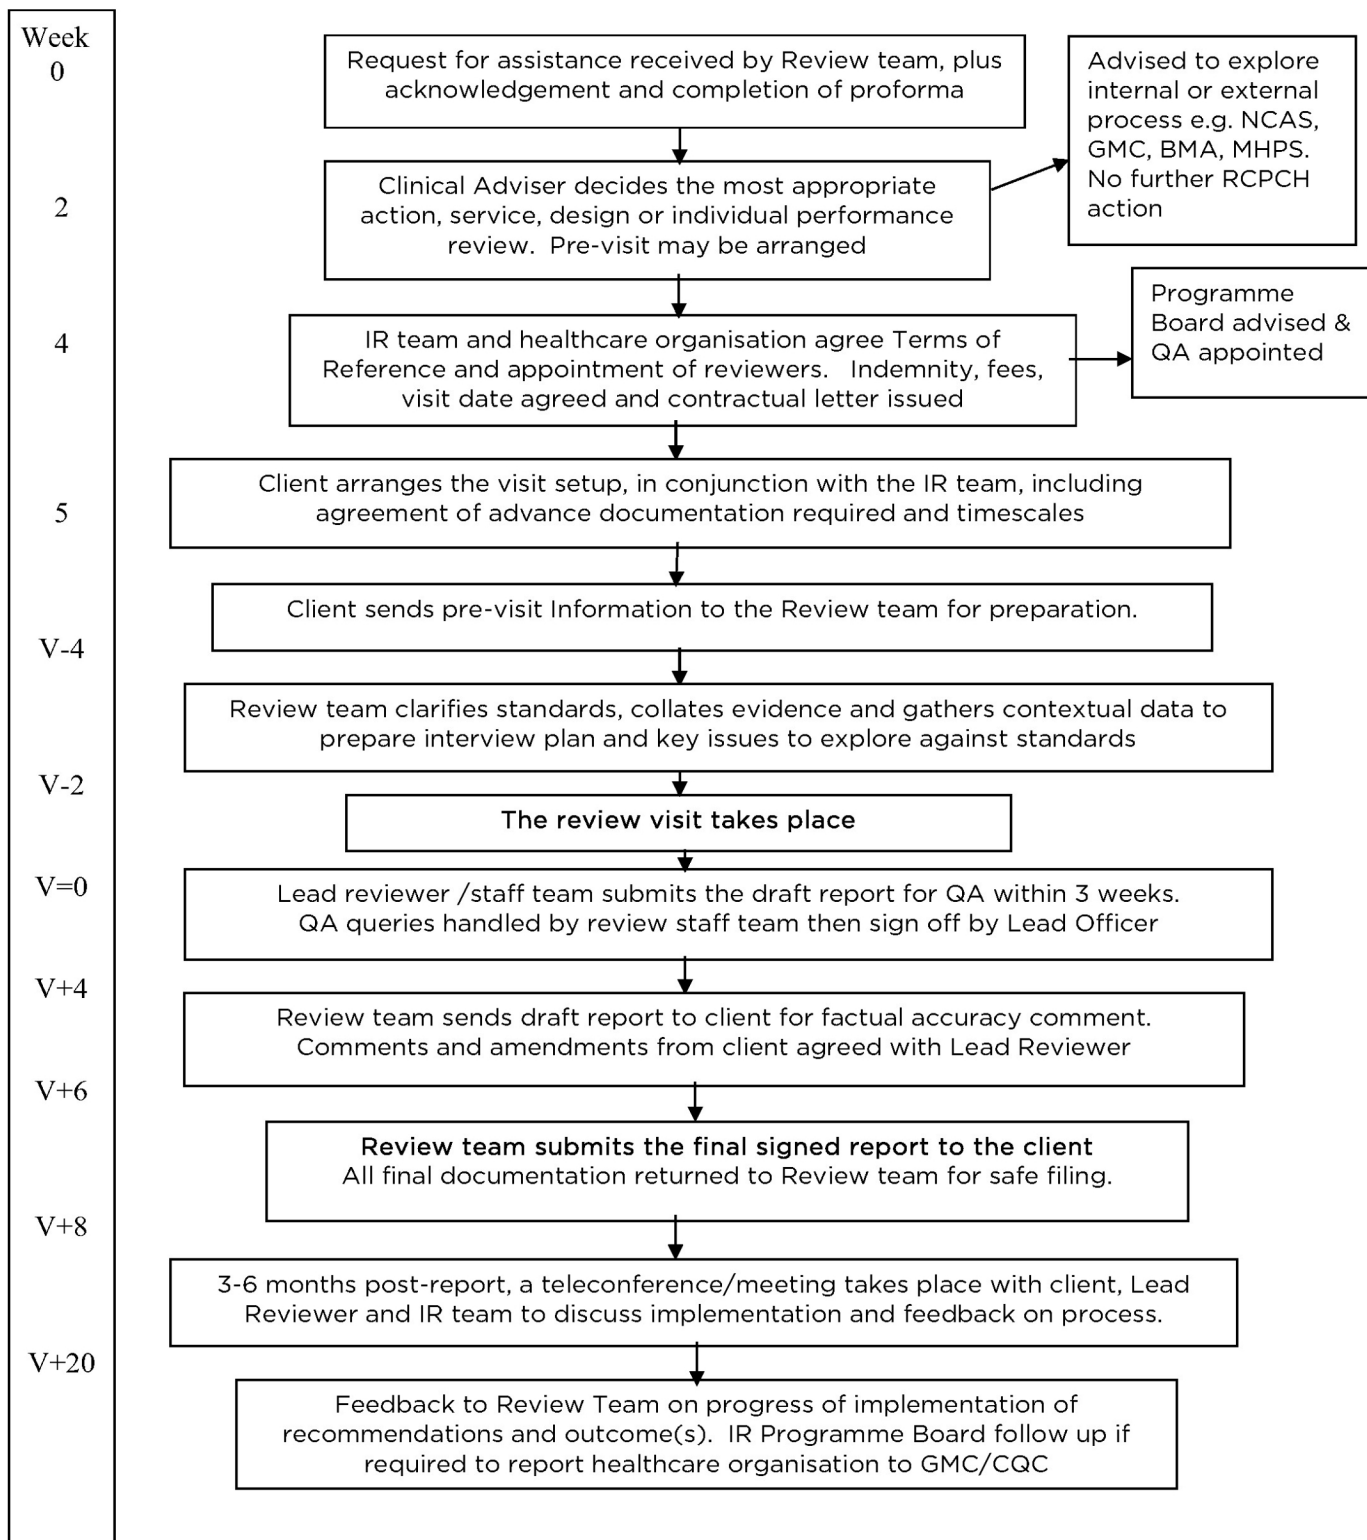 Week
0
Request for assistance received by Review team, plus
acknowledgement and completion of proforma
Advised to explore
internal or external
process e.g. NCAS,
GMC, BMA, MHPS.
No further RCPCH
action
2
Clinical Adviser decides the most appropriate
action, service, design or individual performance
review.  Pre-visit may be arranged
4
IR team and healthcare organisation agree Terms of
Reference and appointment of reviewers.   Indemnity, fees,
visit date agreed and contractual letter issued
Programme
Board advised &
QA appointed
5
Client arranges the visit setup, in conjunction with the IR team, including
agreement of advance documentation required and timescales
Client sends pre-visit Information to the Review team for preparation.
V-4
Review team clarifies standards, collates evidence and gathers contextual data to
prepare interview plan and key issues to explore against standards
V-2
The review visit takes place
V=0
Lead reviewer /staff team submits the draft report for QA within 3 weeks.
QA queries handled by review staff team then sign off by Lead Officer
V+4
Review team sends draft report to client for factual accuracy comment.
Comments and amendments from client agreed with Lead Reviewer
V+6
Review team submits the final signed report to the client
All final documentation returned to Review team for safe filing.
V+8
3-6 months post-report, a teleconference/meeting takes place with client, Lead
Reviewer and IR team to discuss implementation and feedback on process.
V+20
Feedback to Review Team on progress of implementation of
recommendations and outcome(s).  IR Programme Board follow up if
required to report healthcare organisation to GMC/CQC